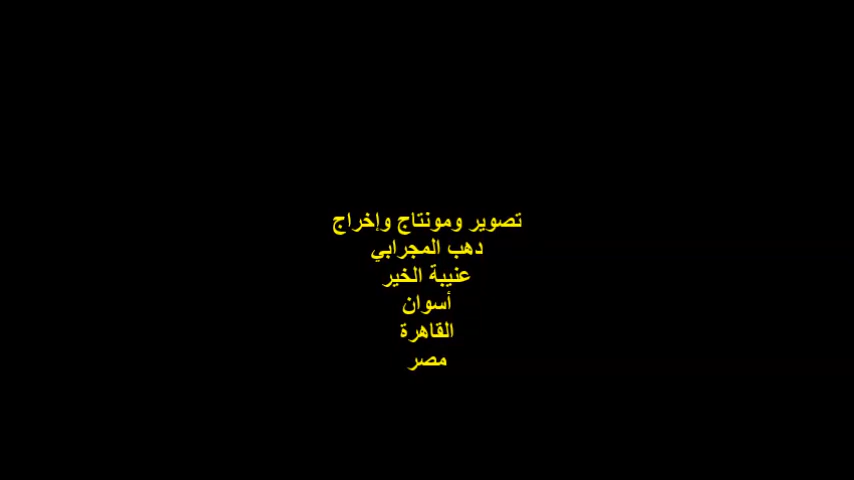 تصوير ومونتاج وإخراج
دهب المجرابي
عنيبة الخير
أسوان
القاهرة
مصر